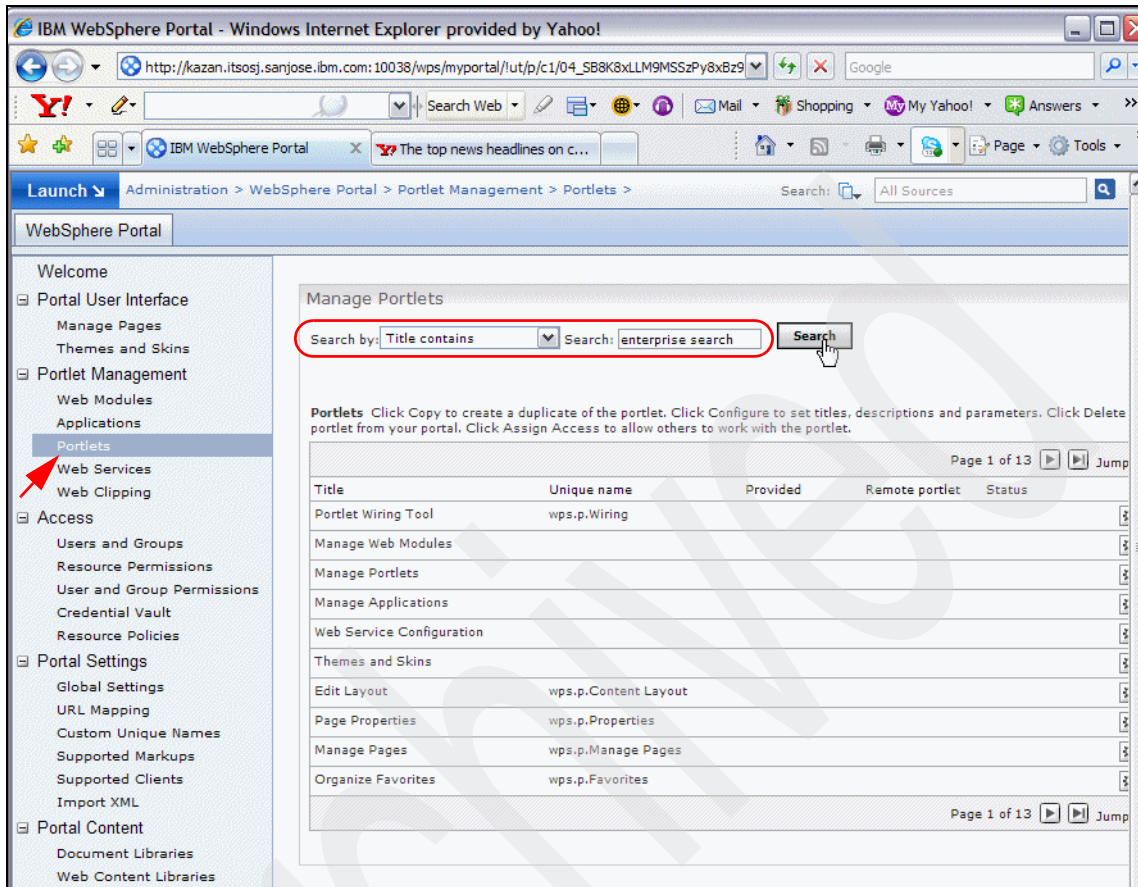 IBM WebSphere Portal - Windows Internet Explorer provided by Yahoo!
http://kazan.itsosj.sanjose.ibm.com:10038/wps/myportal/!ut/p/c1/04_SB8K8xLLM9MSSzPy8xBz9
Google
Y! Search Web Mail Shopping My Yahoo! Answers >>
IBM WebSphere Portal X The top news headlines on c... Page Tools
Launch Administration > WebSphere Portal > Portlet Management > Portlets > Search: All Sources
WebSphere Portal
Welcome
Portal User Interface
Manage Pages
Themes and Skins
Portlet Management
Web Modules
Applications
Portlets
Web Services
Web Clipping
Access
Users and Groups
Resource Permissions
User and Group Permissions
Credential Vault
Resource Policies
Portal Settings
Global Settings
URL Mapping
Custom Unique Names
Supported Markups
Supported Clients
Import XML
Portal Content
Document Libraries
Web Content Libraries
Manage Portlets
Search by: Title contains Search: enterprise search Search
Portlets Click Copy to create a duplicate of the portlet. Click Configure to set titles, descriptions and parameters. Click Delete
portlet from your portal. Click Assign Access to allow others to work with the portlet.
Page 1 of 13 Jump
Title Unique name Provided Remote portlet Status
Portlet Wiring Tool wps.p.Wiring
Manage Web Modules
Manage Portlets
Manage Applications
Web Service Configuration
Themes and Skins
Edit Layout wps.p.Content Layout
Page Properties wps.p.Properties
Manage Pages wps.p.Manage Pages
Organize Favorites wps.p.Favorites
Page 1 of 13 Jump